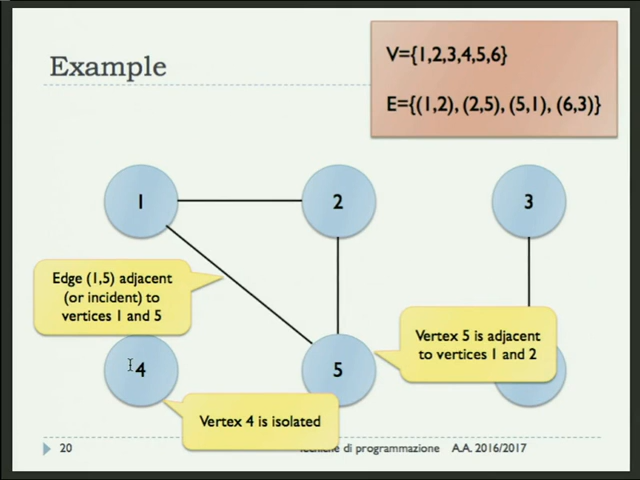 Example
V={1,2,3,4,5,6}
E={(1,2), (2,5), (5,1), (6,3)}
1
2
3
Edge (1,5) adjacent
(or incident) to
vertices 1 and 5
Vertex 5 is adjacent
to vertices 1 and 2
4
5
Vertex 4 is isolated
20
di programmazione
A.A. 2016/2017